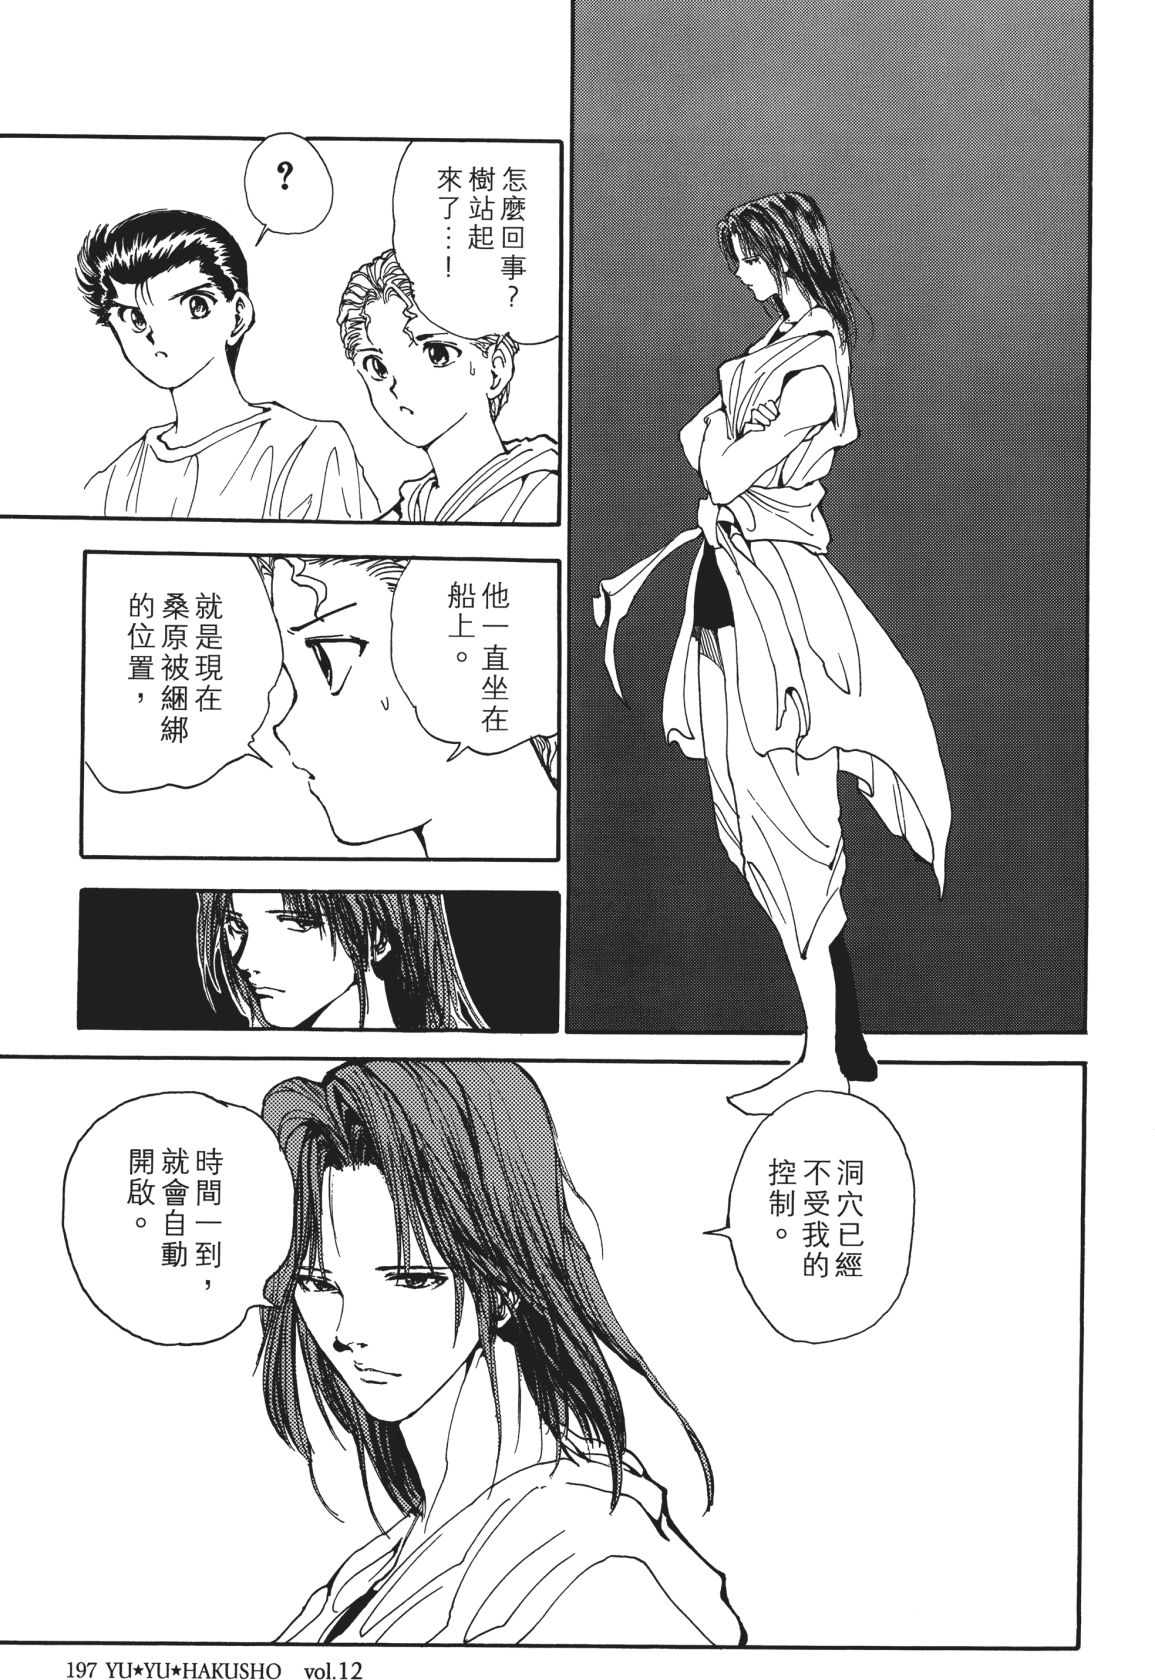 怎麼回事?
樹站起
來了…!
?
他一直坐在
船上。
就是現在
桑原被綑綁
的位置,
洞穴已經
不受我的
控制。
時間一到,
就會自動
開啟。
197 YU★YU★HAKUSHO vol.12